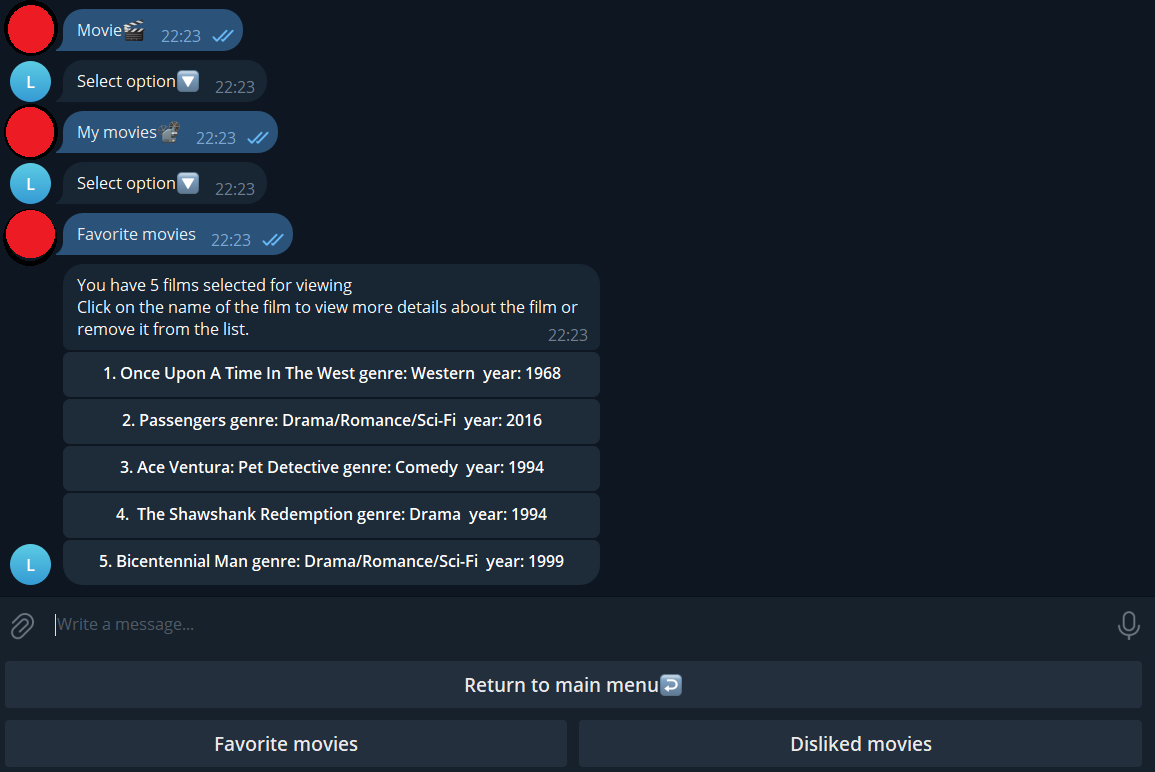 Movie🎬 22:23
L
Select option🔽 22:23
My movies📽 22:23
L
Select option🔽 22:23
Favorite movies 22:23
You have 5 films selected for viewing
Click on the name of the film to view more details about the film or
remove it from the list.
22:23
1. Once Upon A Time In The West genre: Western  year: 1968
2. Passengers genre: Drama/Romance/Sci-Fi  year: 2016
3. Ace Ventura: Pet Detective genre: Comedy  year: 1994
4.  The Shawshank Redemption genre: Drama  year: 1994
5. Bicentennial Man genre: Drama/Romance/Sci-Fi  year: 1999
L
Write a message...
Return to main menu↩️
Favorite movies
Disliked movies